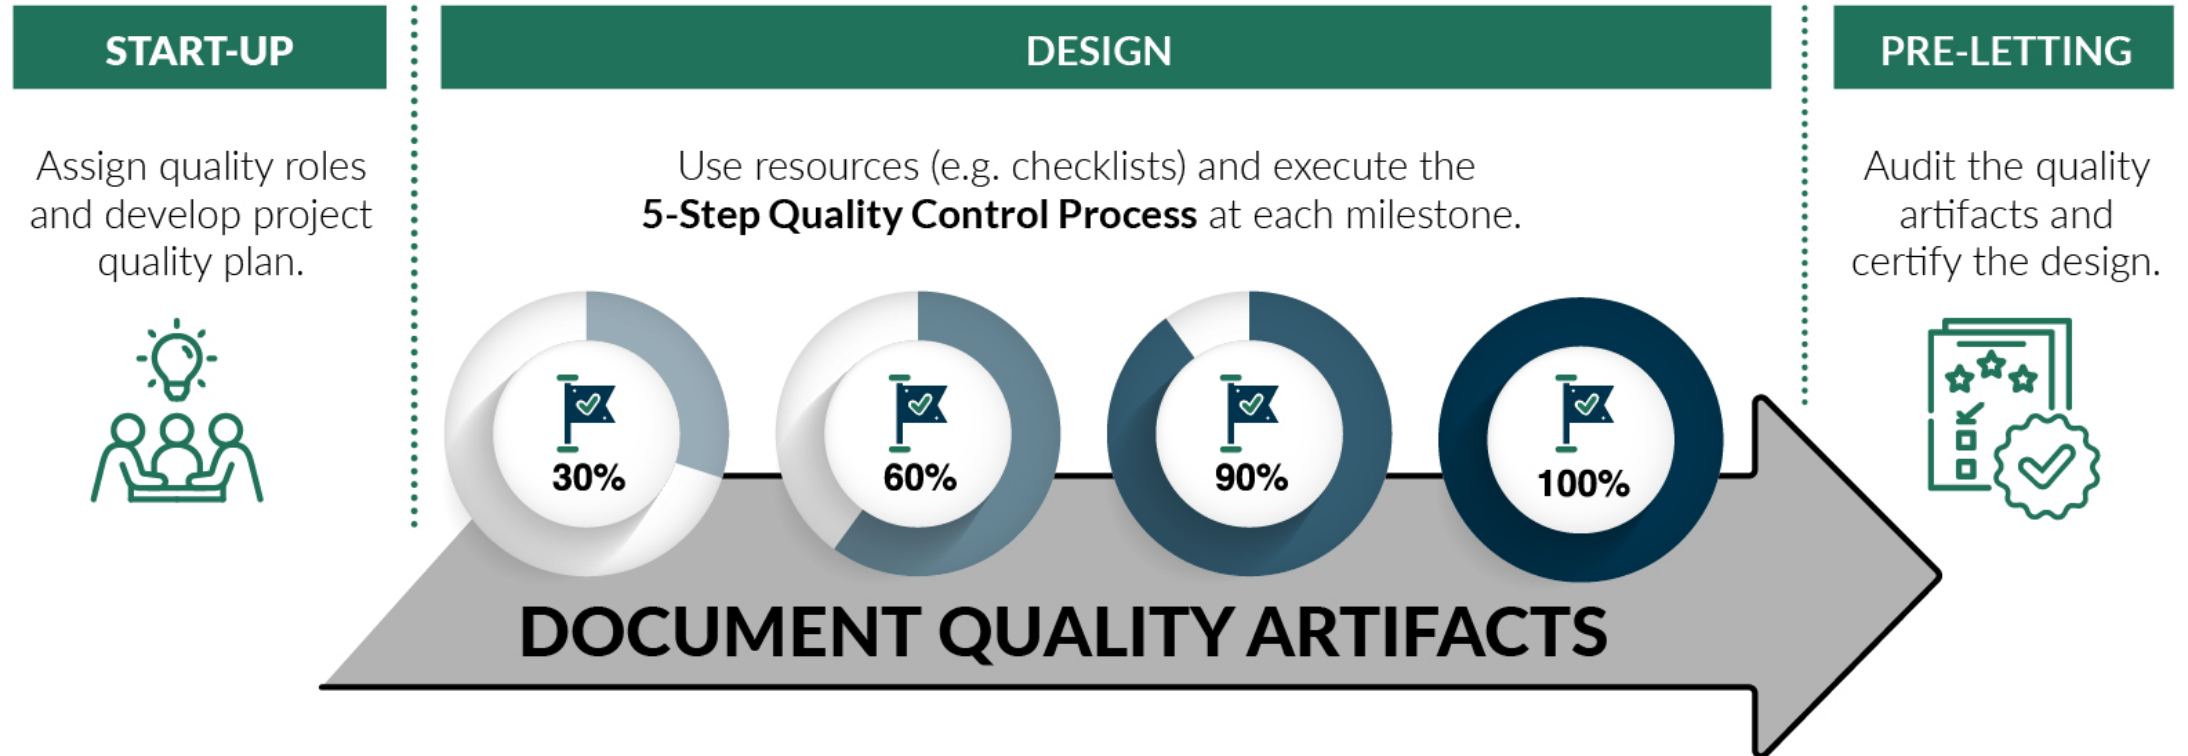 START-UP
Assign quality roles
and develop project
quality plan.
DESIGN
Use resources (e.g. checklists) and execute the
5-Step Quality Control Process at each milestone.
30%
60%
90%
100%
DOCUMENT QUALITY ARTIFACTS
PRE-LETTING
Audit the quality
artifacts and
certify the design.